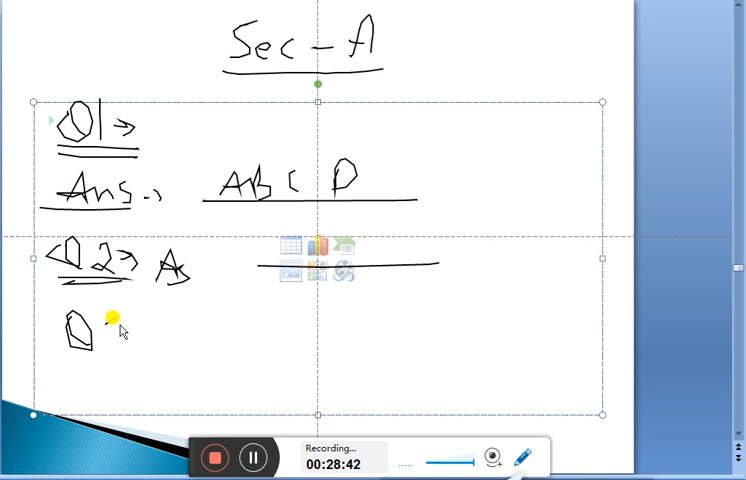 Sec - A
Q1 →
Ans → ABC D
Q2 → A
Q
Recording...
00:28:42